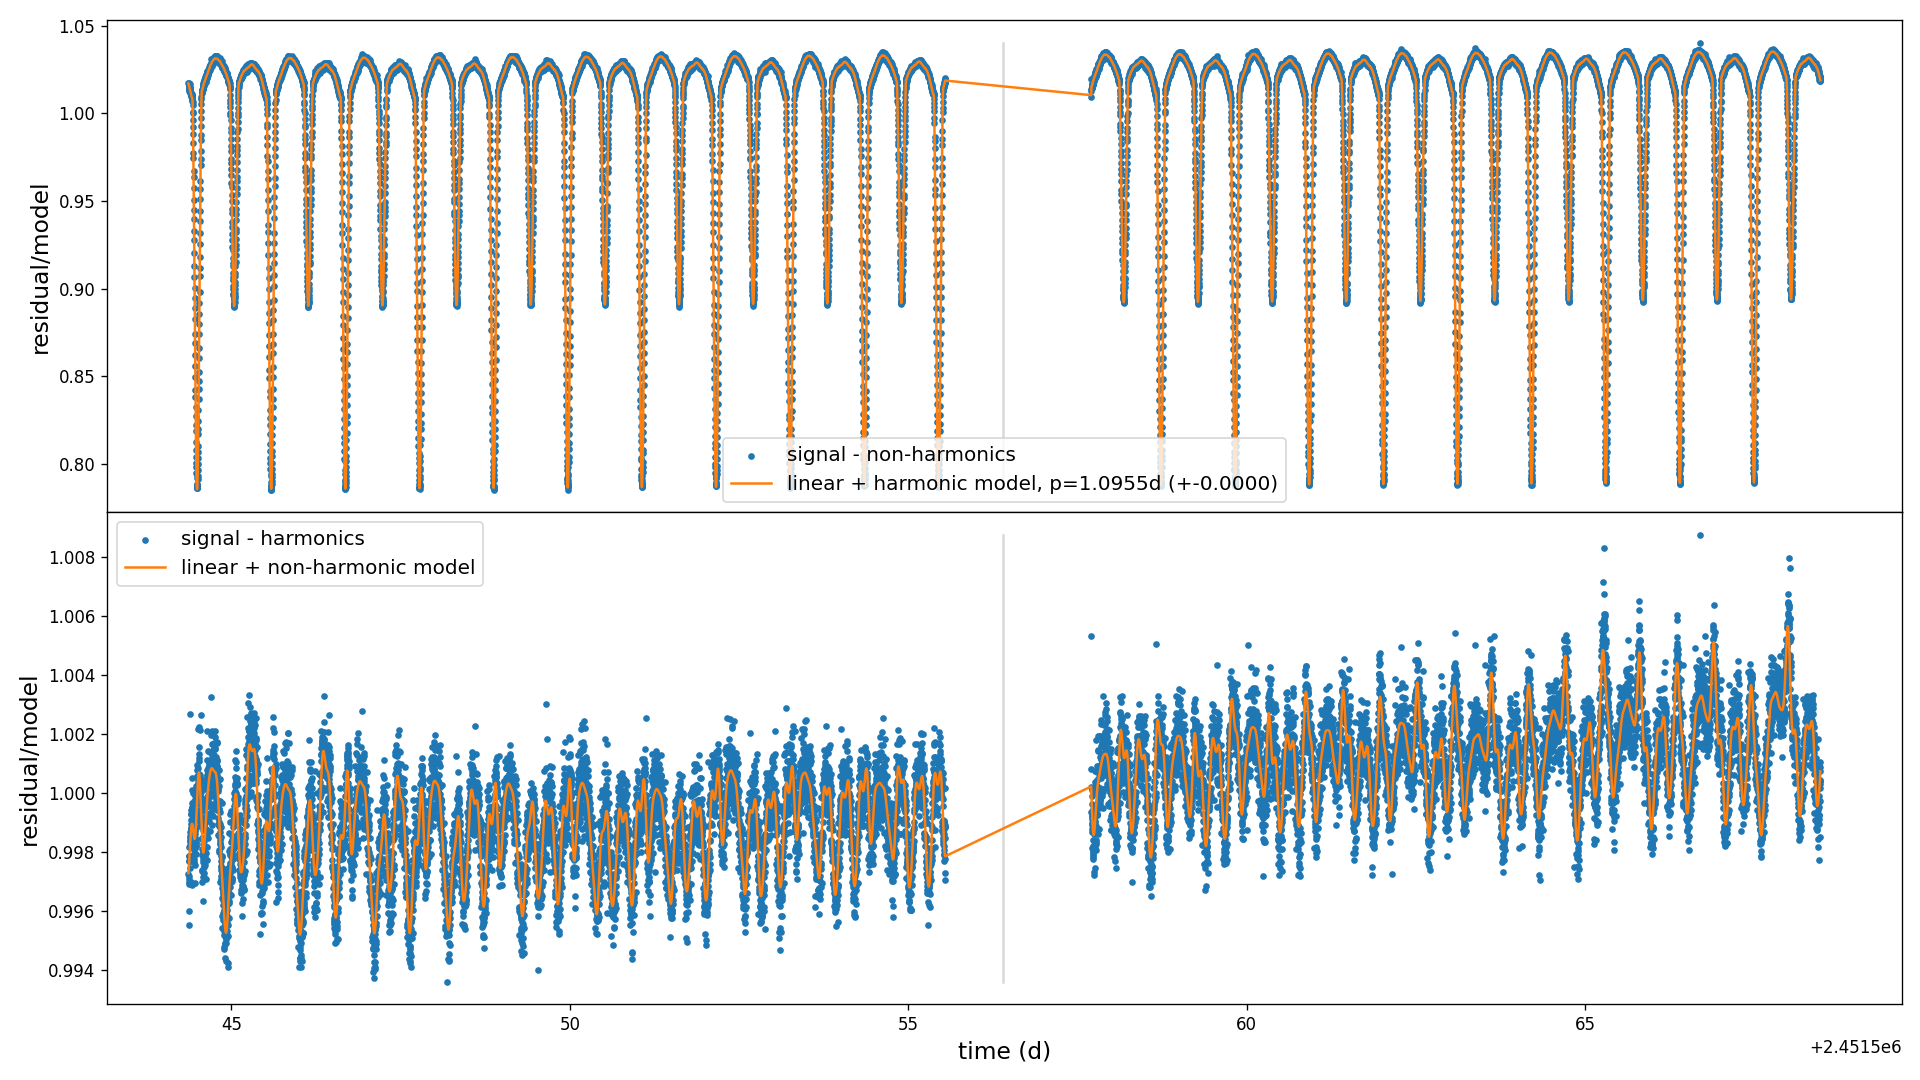 1.05
1.00
0.95
0.90
0.85
0.80
residual/model
signal - non-harmonics
linear + harmonic model, p=1.0955d (+-0.0000)
signal - harmonics
linear + non-harmonic model
1.008
1.006
1.004
1.002
1.000
0.998
0.996
0.994
residual/model
45
50
55
60
65
time (d)
+2.4515e6